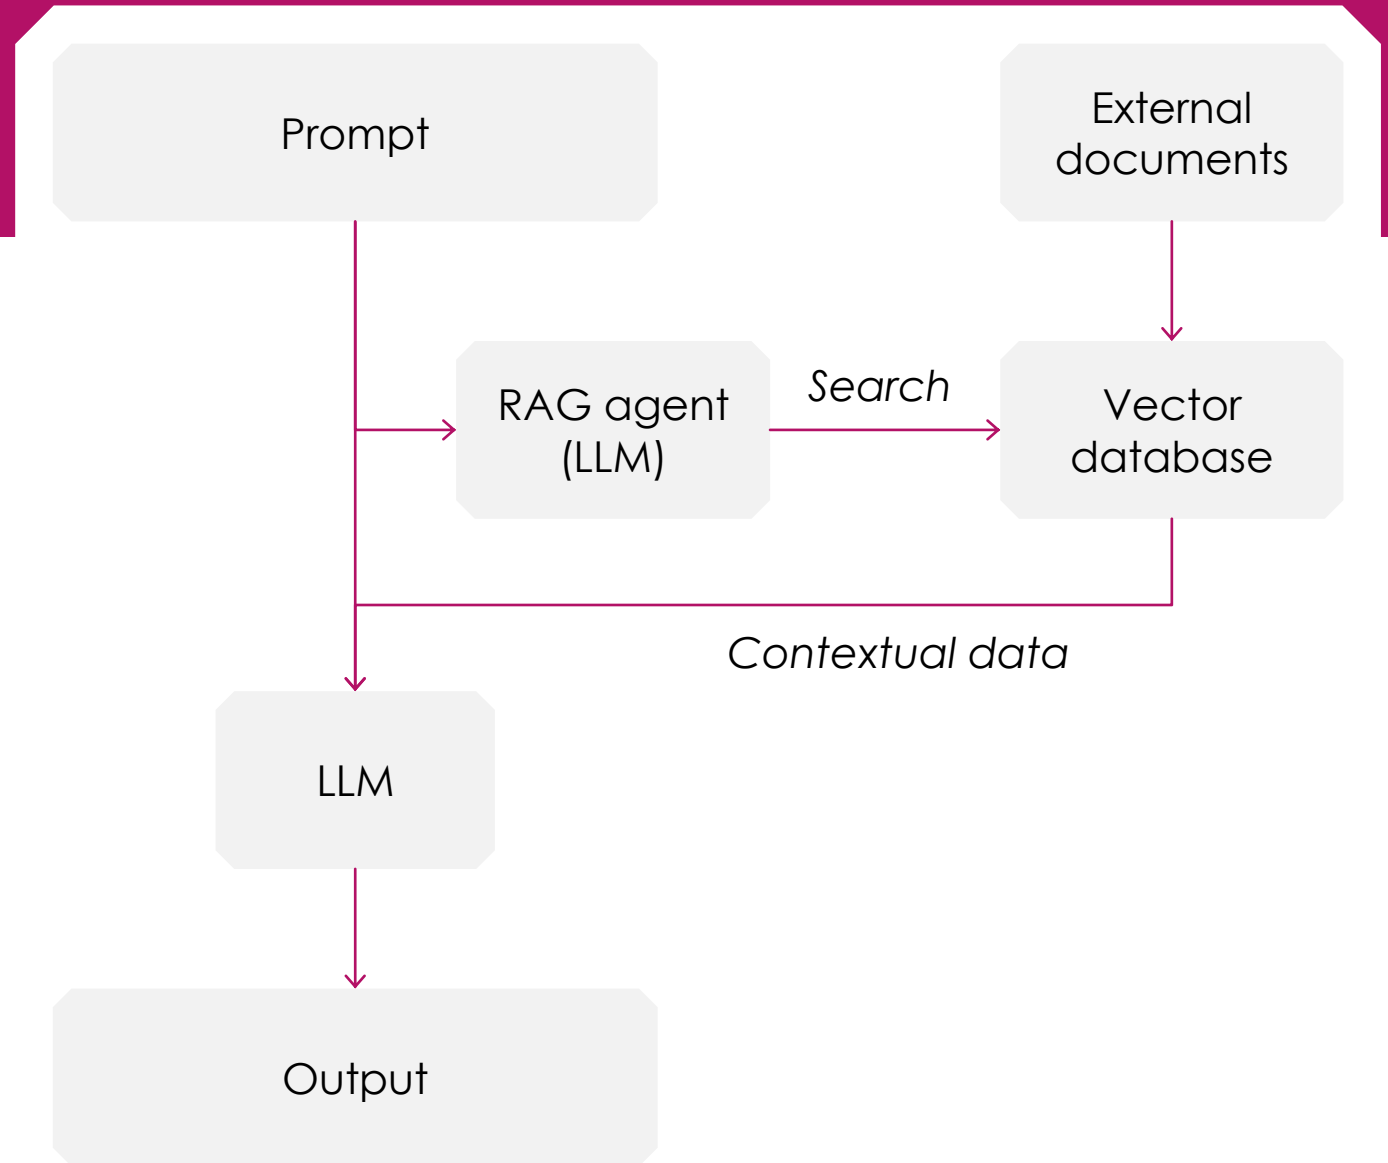 Prompt
External
documents
RAG agent
(LLM)
Search
Vector
database
Contextual data
LLM
Output